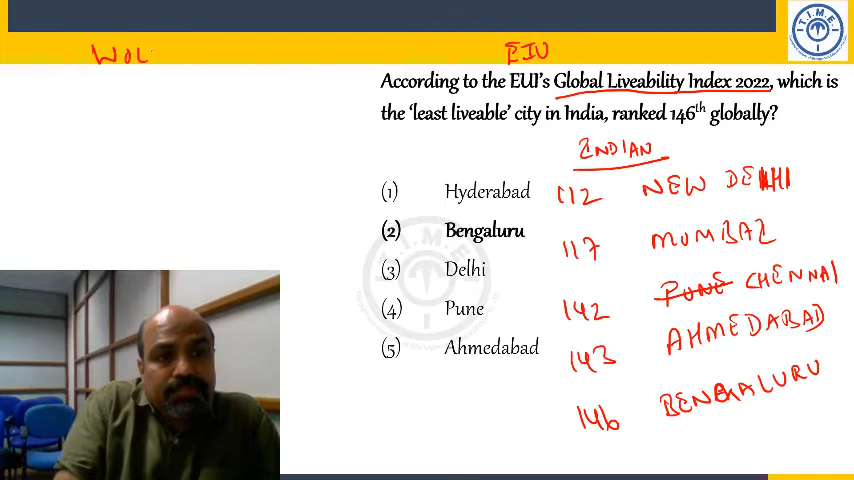 T.I.M.E.
WOL
EIU
According to the EUI's Global Liveability Index 2022, which is
the 'least liveable' city in India, ranked 146th globally?
INDIAN
(1) Hyderabad 112 NEW DELHI
(2) Bengaluru 117 MUMBAI
(3) Delhi
(4) Pune 142 PUNE CHENNAI
(5) Ahmedabad 143 AHMEDABAD
146 BENGALURU